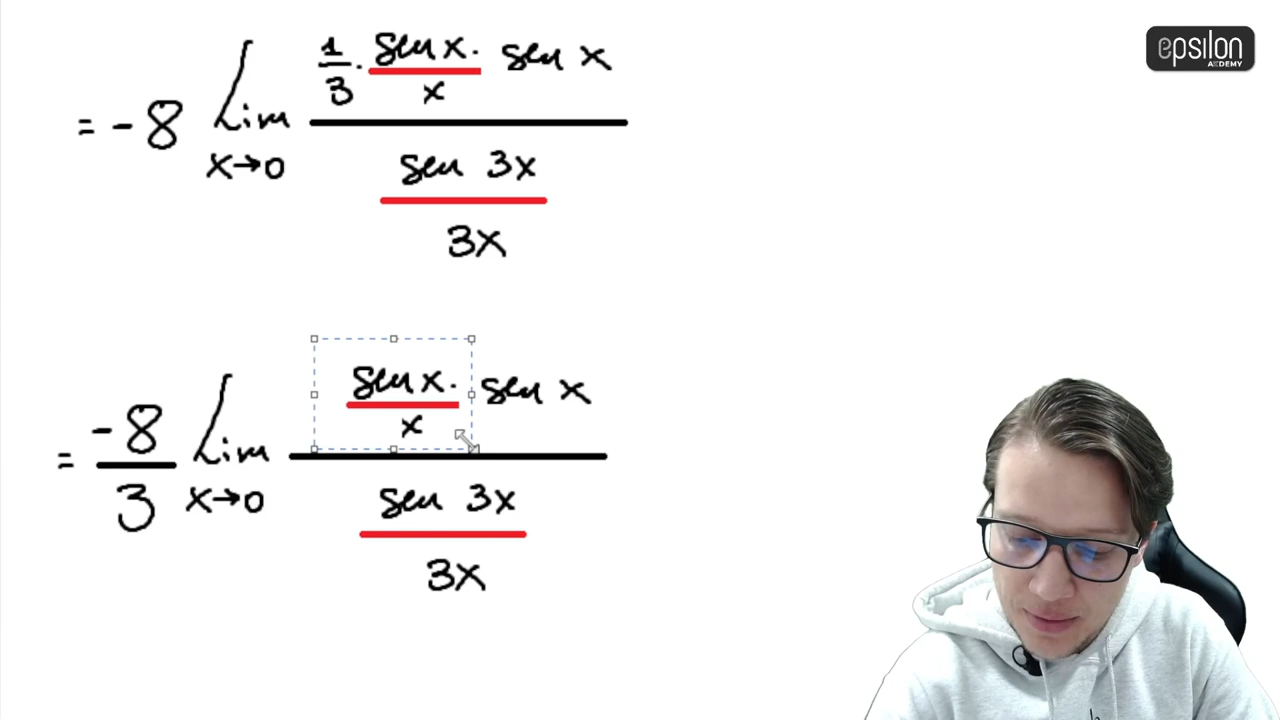 epsilon
AKDEMY
= -8 Lim x→0 1/3 · sen x/x · sen x
sen 3x
3x
= -8/3 Lim x→0 sen x/x · sen x
sen 3x
3x